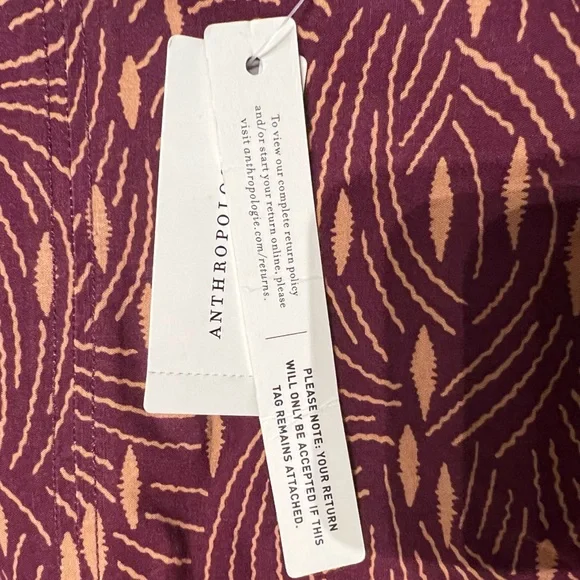 To view our complete return policy
and/or start your return online, please
visit anthropologie.com/returns.
PLEASE NOTE: YOUR RETURN
WILL ONLY BE ACCEPTED IF THIS
TAG REMAINS ATTACHED.
ANTHROPOLO